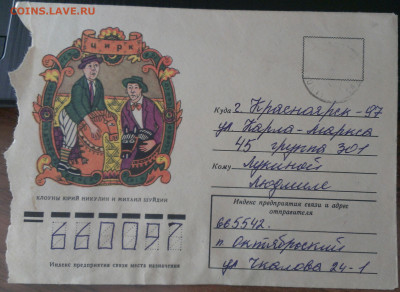 COINS.LAVE.RU
ЦИРК
КЛОУНЫ ЮРИЙ НИКУЛИН И МИХАИЛ ШУЙДИН
Куда г. Красноярск-97
ул. Карла-Маркса
45 группа 301
Кому Лукиной
Людмиле
Индекс предприятия связи и адрес отправителя
665542.
п. Октябрьский
ул Чкалова 24-1
660097
Индекс предприятия связи места назначения